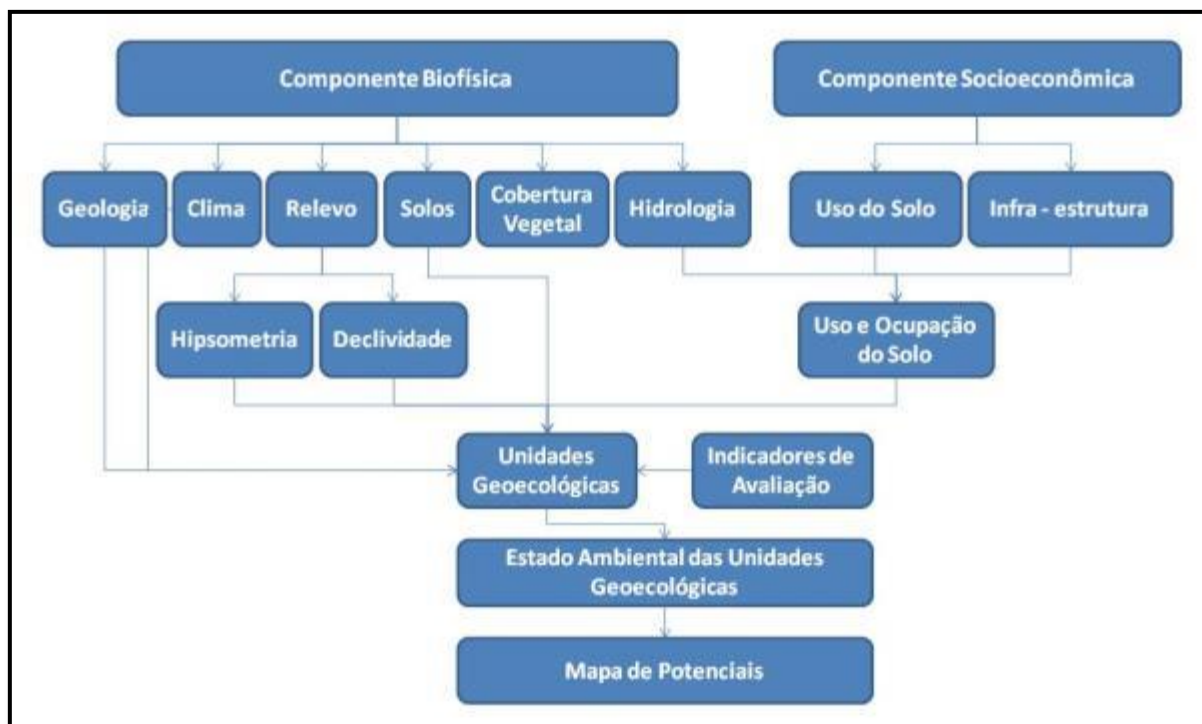 Componente Biofísica
Componente Socioeconômica
Geologia
Clima
Relevo
Solos
Cobertura
Vegetal
Hidrologia
Uso do Solo
Infra - estrutura
Hipsometria
Declividade
Uso e Ocupação
do Solo
Unidades
Geoecológicas
Indicadores de
Avaliação
Estado Ambiental das Unidades
Geoecológicas
Mapa de Potenciais